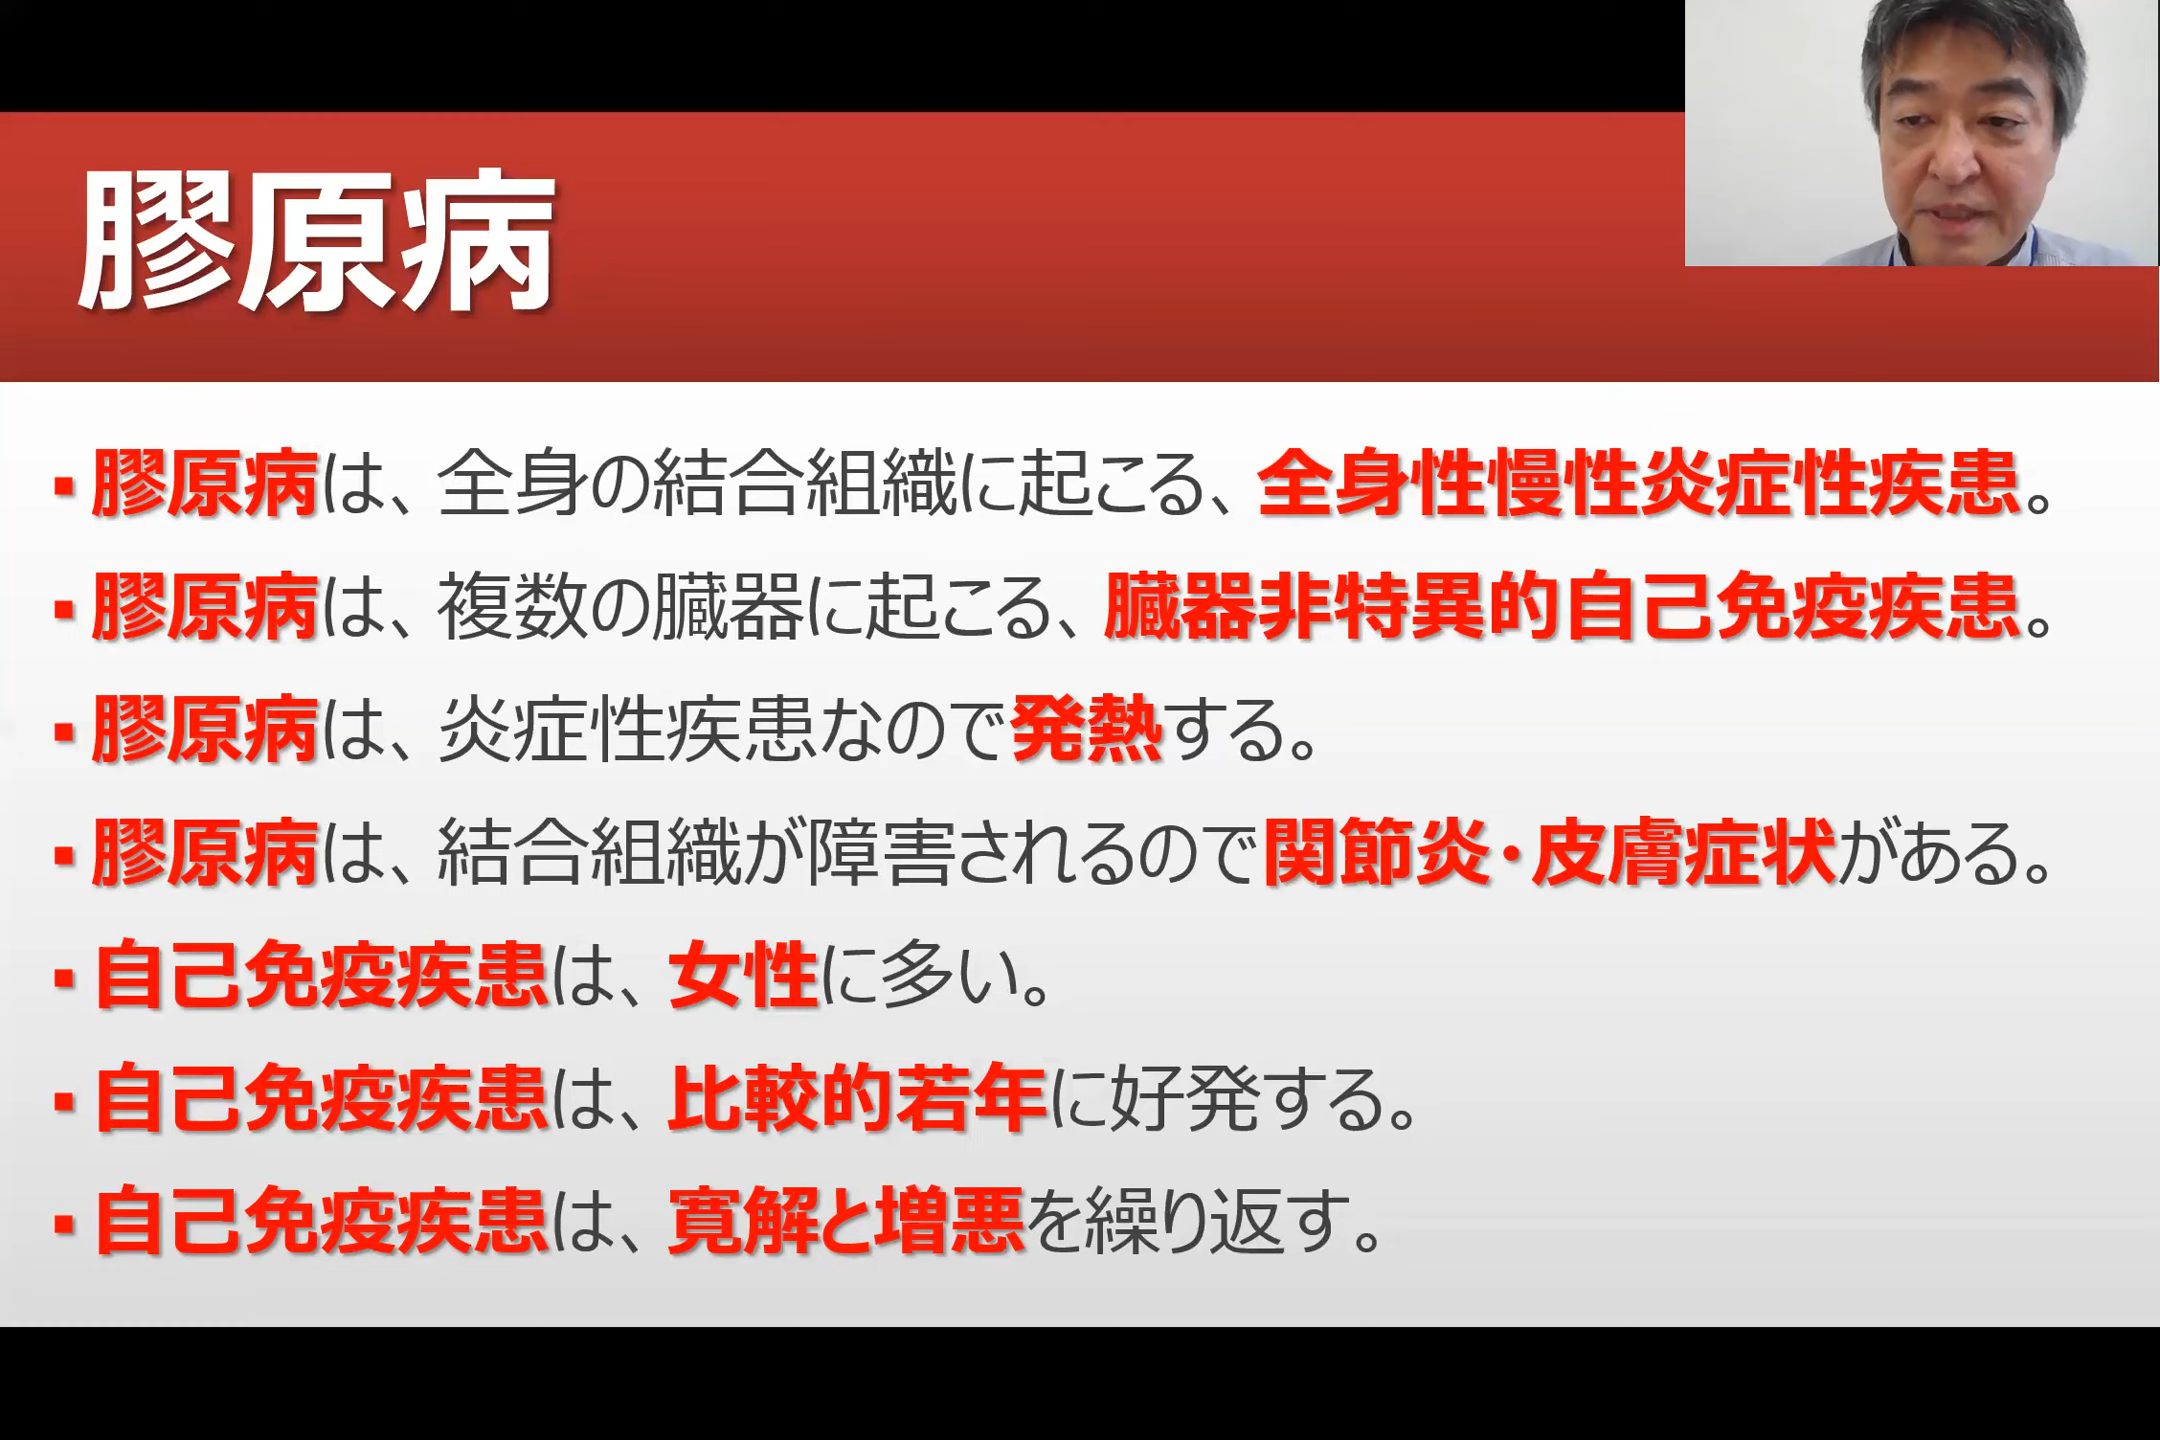 膠原病
▪膠原病は、全身の結合組織に起こる、全身性慢性炎症性疾患。
▪膠原病は、複数の臓器に起こる、臓器非特異的自己免疫疾患。
▪膠原病は、炎症性疾患なので発熱する。
▪膠原病は、結合組織が障害されるので関節炎・皮膚症状がある。
▪自己免疫疾患は、女性に多い。
▪自己免疫疾患は、比較的若年に好発する。
▪自己免疫疾患は、寛解と増悪を繰り返す。